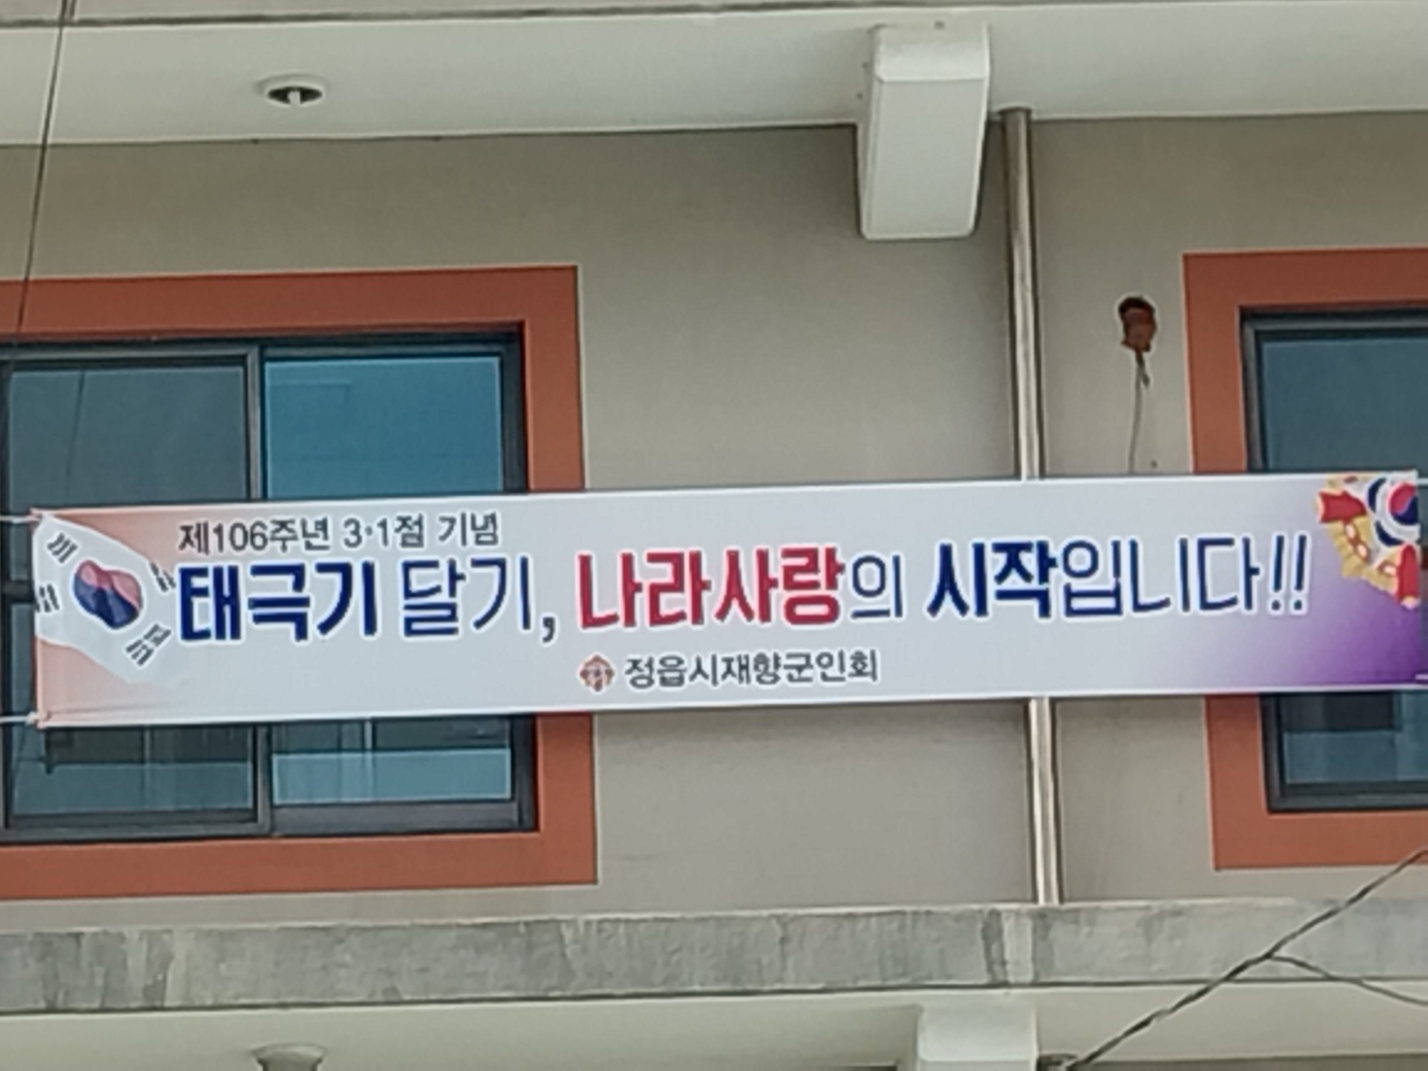 제106주년 3·1점 기념
태극기 달기, 나라사랑의 시작입니다!!
정읍시재향군인회